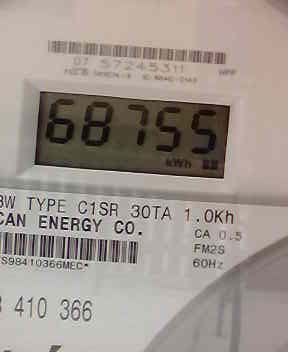 07 57245311
68755
kWh
3W TYPE C1SR 30TA 1.0Kh
CAN ENERGY CO.
CA 0.5
FM2S
60Hz
S98410366MEC*
410 366